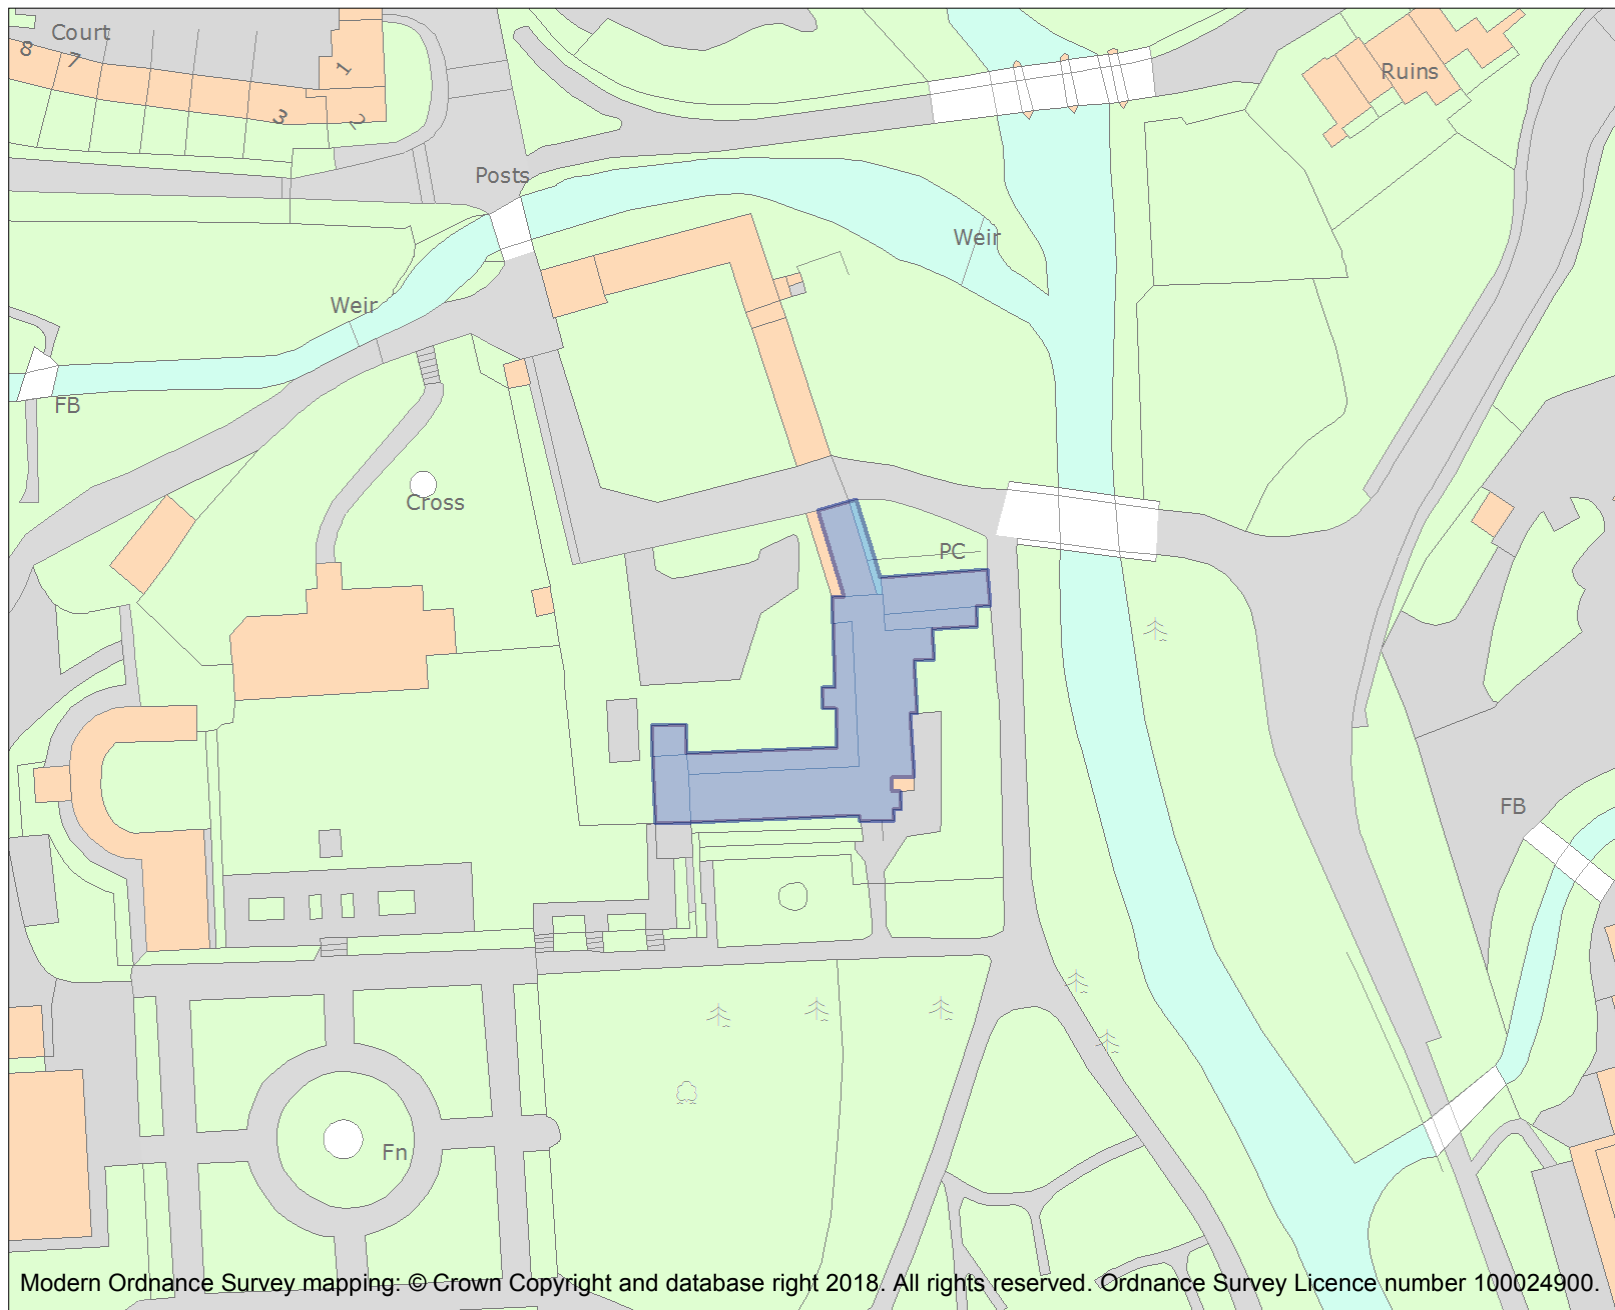 Court
8
7
1
3
2
Ruins
Posts
Weir
Weir
FB
Cross
PC
FB
Fn
Modern Ordnance Survey mapping: © Crown Copyright and database right 2018. All rights reserved. Ordnance Survey Licence number 100024900.